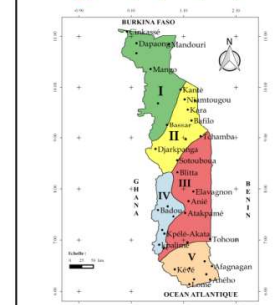 BURKINA FASO
Cinkassé
Dapaong
Mandouri
N
Mango
I
Kantè
Niamtougou
Kara
Bafilo
Bassar
II
Tchamba
Djarkpanga
Sotouboua
Blitta
III
GHANA
BENIN
Elavagnon
IV
Anié
Badou
Atakpamé
Kpélé-Akata
Kpalimé
Tohoun
V
Echelle :
Kévé
Afagnagan
Aného
Lomé
OCEAN ATLANTIQUE